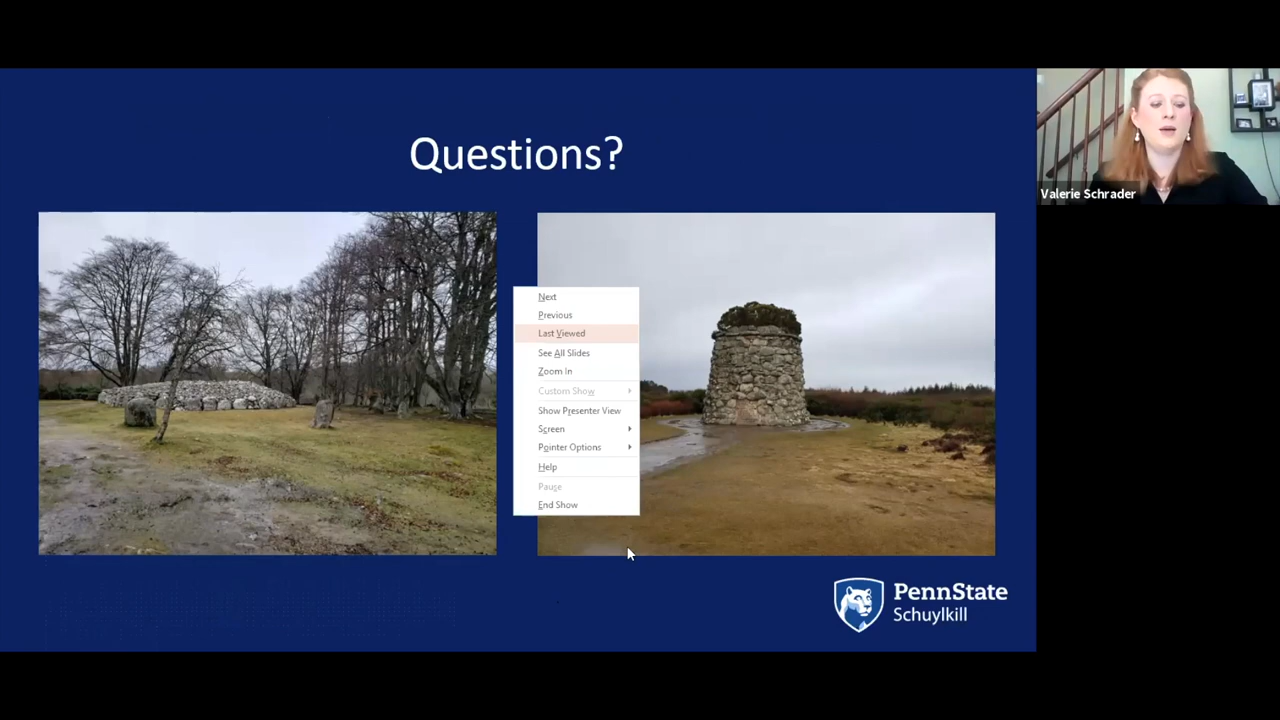 Questions?
Valerie Schrader
Next
Previous
Last Viewed
See All Slides
Zoom In
Custom Show
Show Presenter View
Screen
Pointer Options
Help
Pause
End Show
PennState
Schuylkill